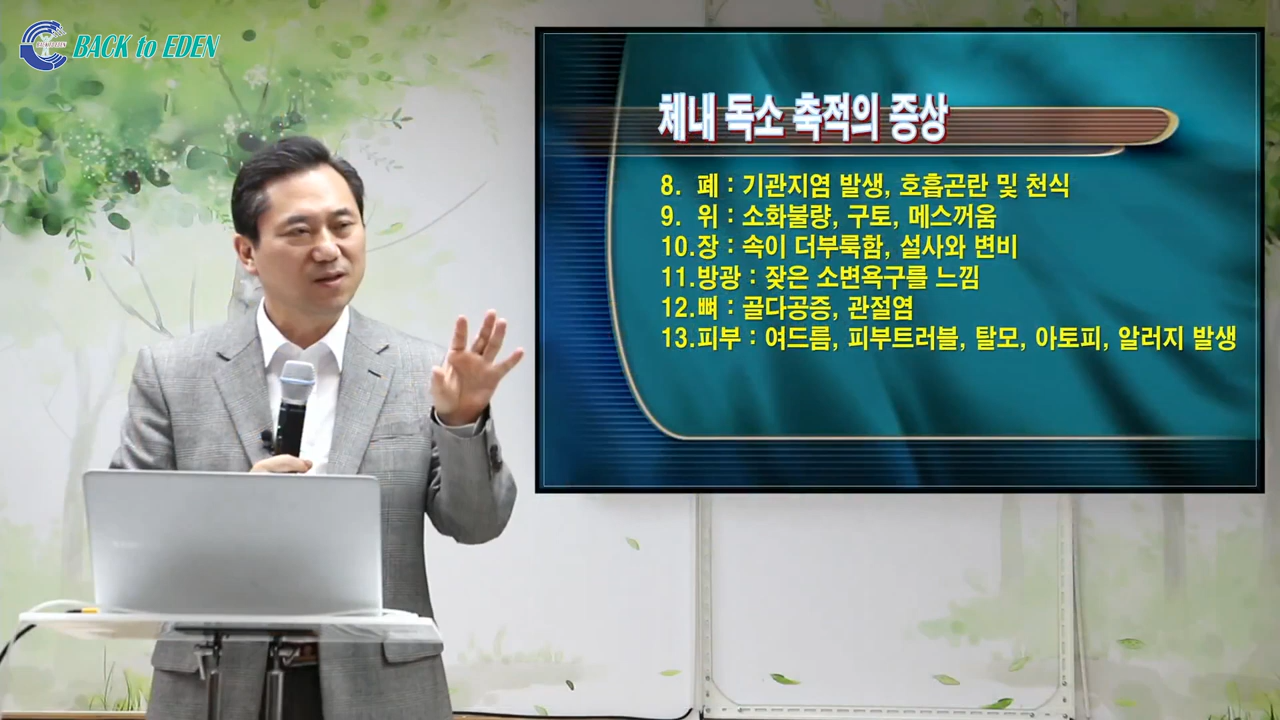 BACK to EDEN
체내 독소 축적의 증상
8. 폐 : 기관지염 발생, 호흡곤란 및 천식
9. 위 : 소화불량, 구토, 메스꺼움
10.장 : 속이 더부룩함, 설사와 변비
11.방광 : 잦은 소변욕구를 느낌
12.뼈 : 골다공증, 관절염
13.피부 : 여드름, 피부트러블, 탈모, 아토피, 알러지 발생